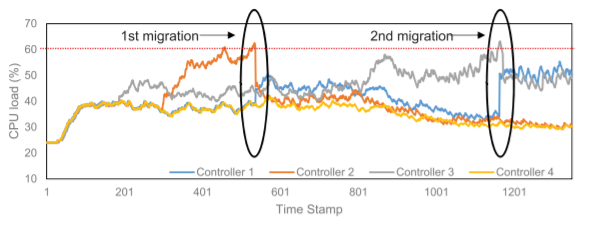 70
1st migration
2nd migration
60
50
40
30
20
10
CPU load (%)
Controller 1
Controller 2
Controller 3
Controller 4
1
201
401
601
801
1001
1201
Time Stamp